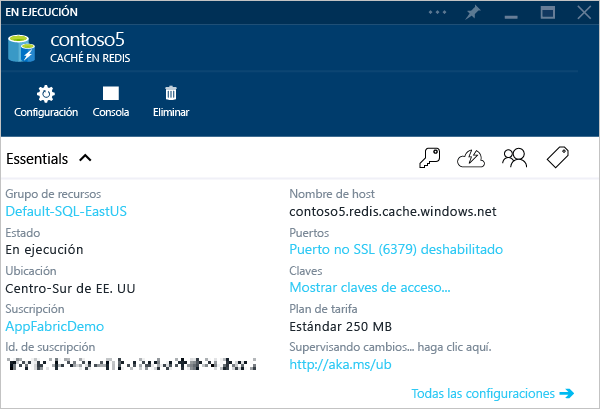 EN EJECUCIÓN
contoso5
CACHÉ EN REDIS
Configuración
Consola
Eliminar
Essentials
Grupo de recursos
Default-SQL-EastUS
Estado
En ejecución
Ubicación
Centro-Sur de EE. UU
Suscripción
AppFabricDemo
Id. de suscripción
Nombre de host
contoso5.redis.cache.windows.net
Puertos
Puerto no SSL (6379) deshabilitado
Claves
Mostrar claves de acceso...
Plan de tarifa
Estándar 250 MB
Supervisando cambios... haga clic aquí.
http://aka.ms/ub
Todas las configuraciones